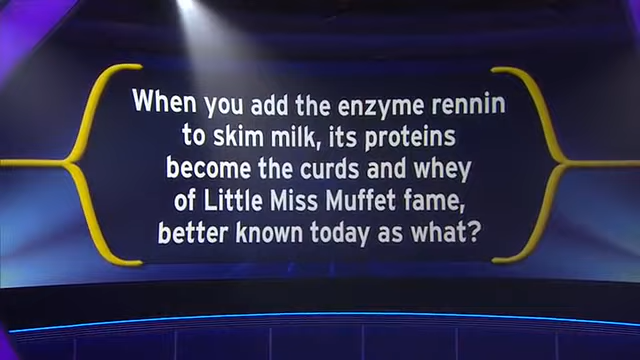 When you add the enzyme rennin
to skim milk, its proteins
become the curds and whey
of Little Miss Muffet fame,
better known today as what?